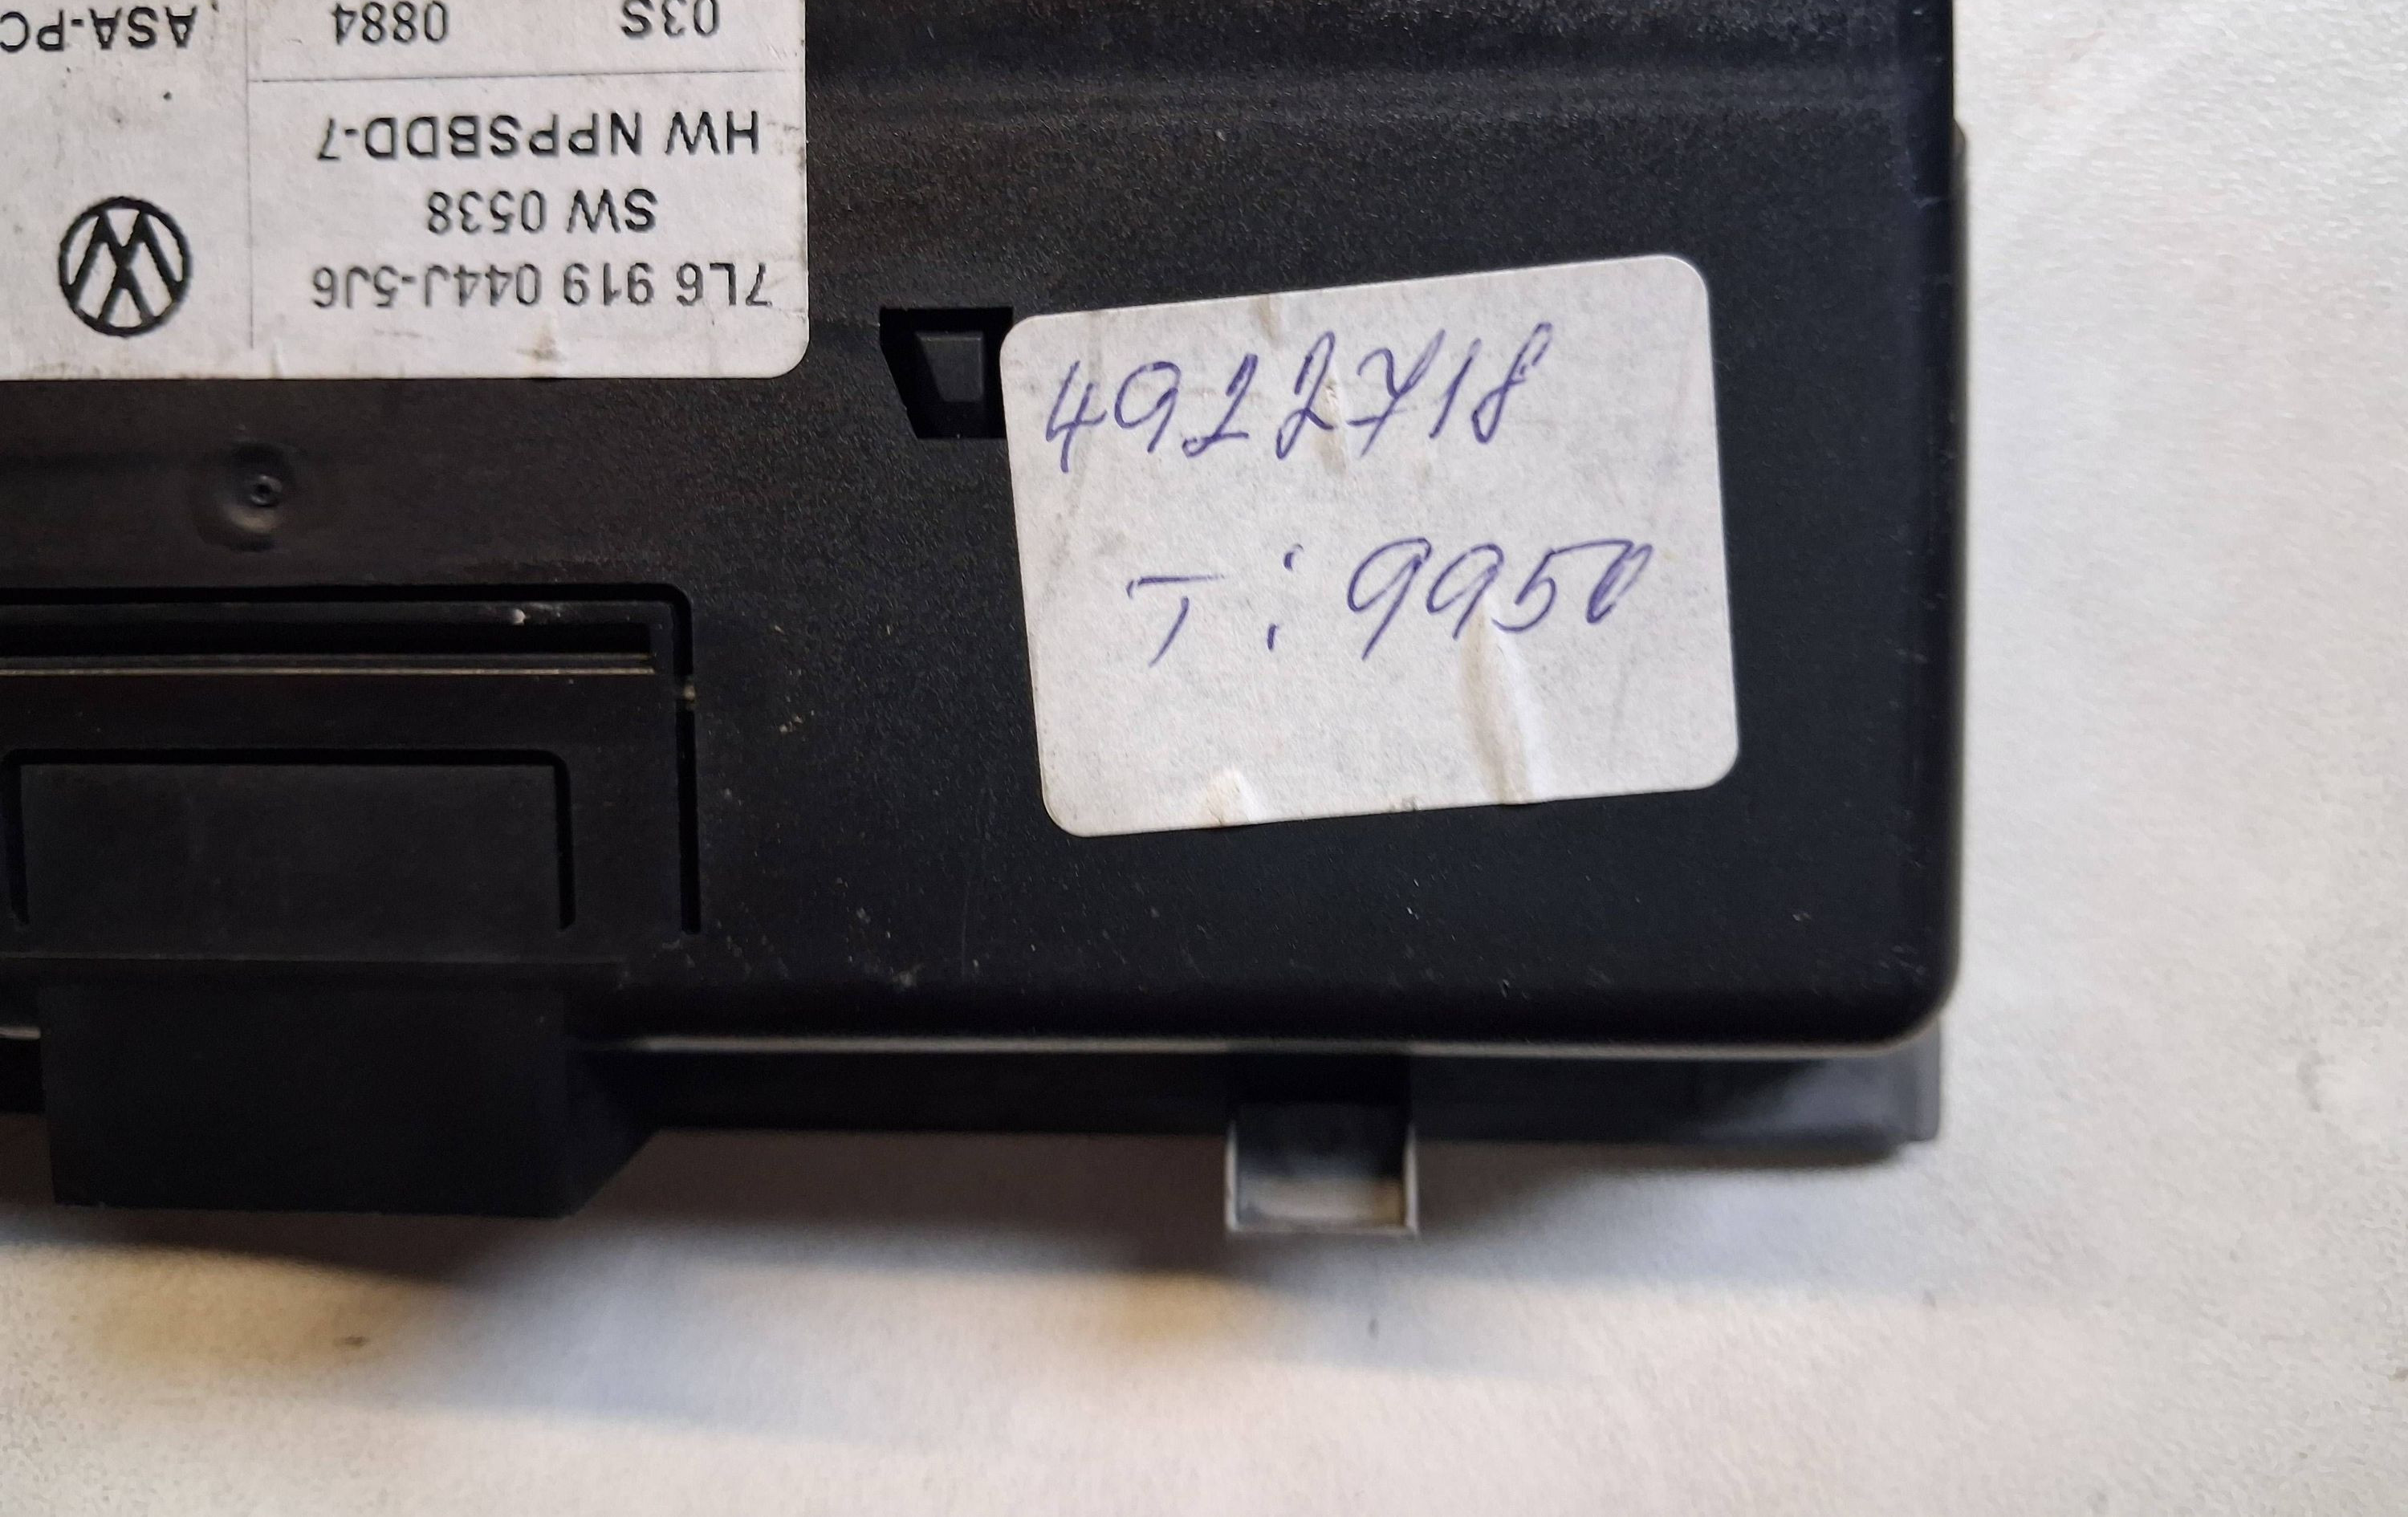 7L6 919 044J-5J6
SW 0538
HW NPPSBDD-7
03S 0884 ASA-PC
4922718
T: 9950